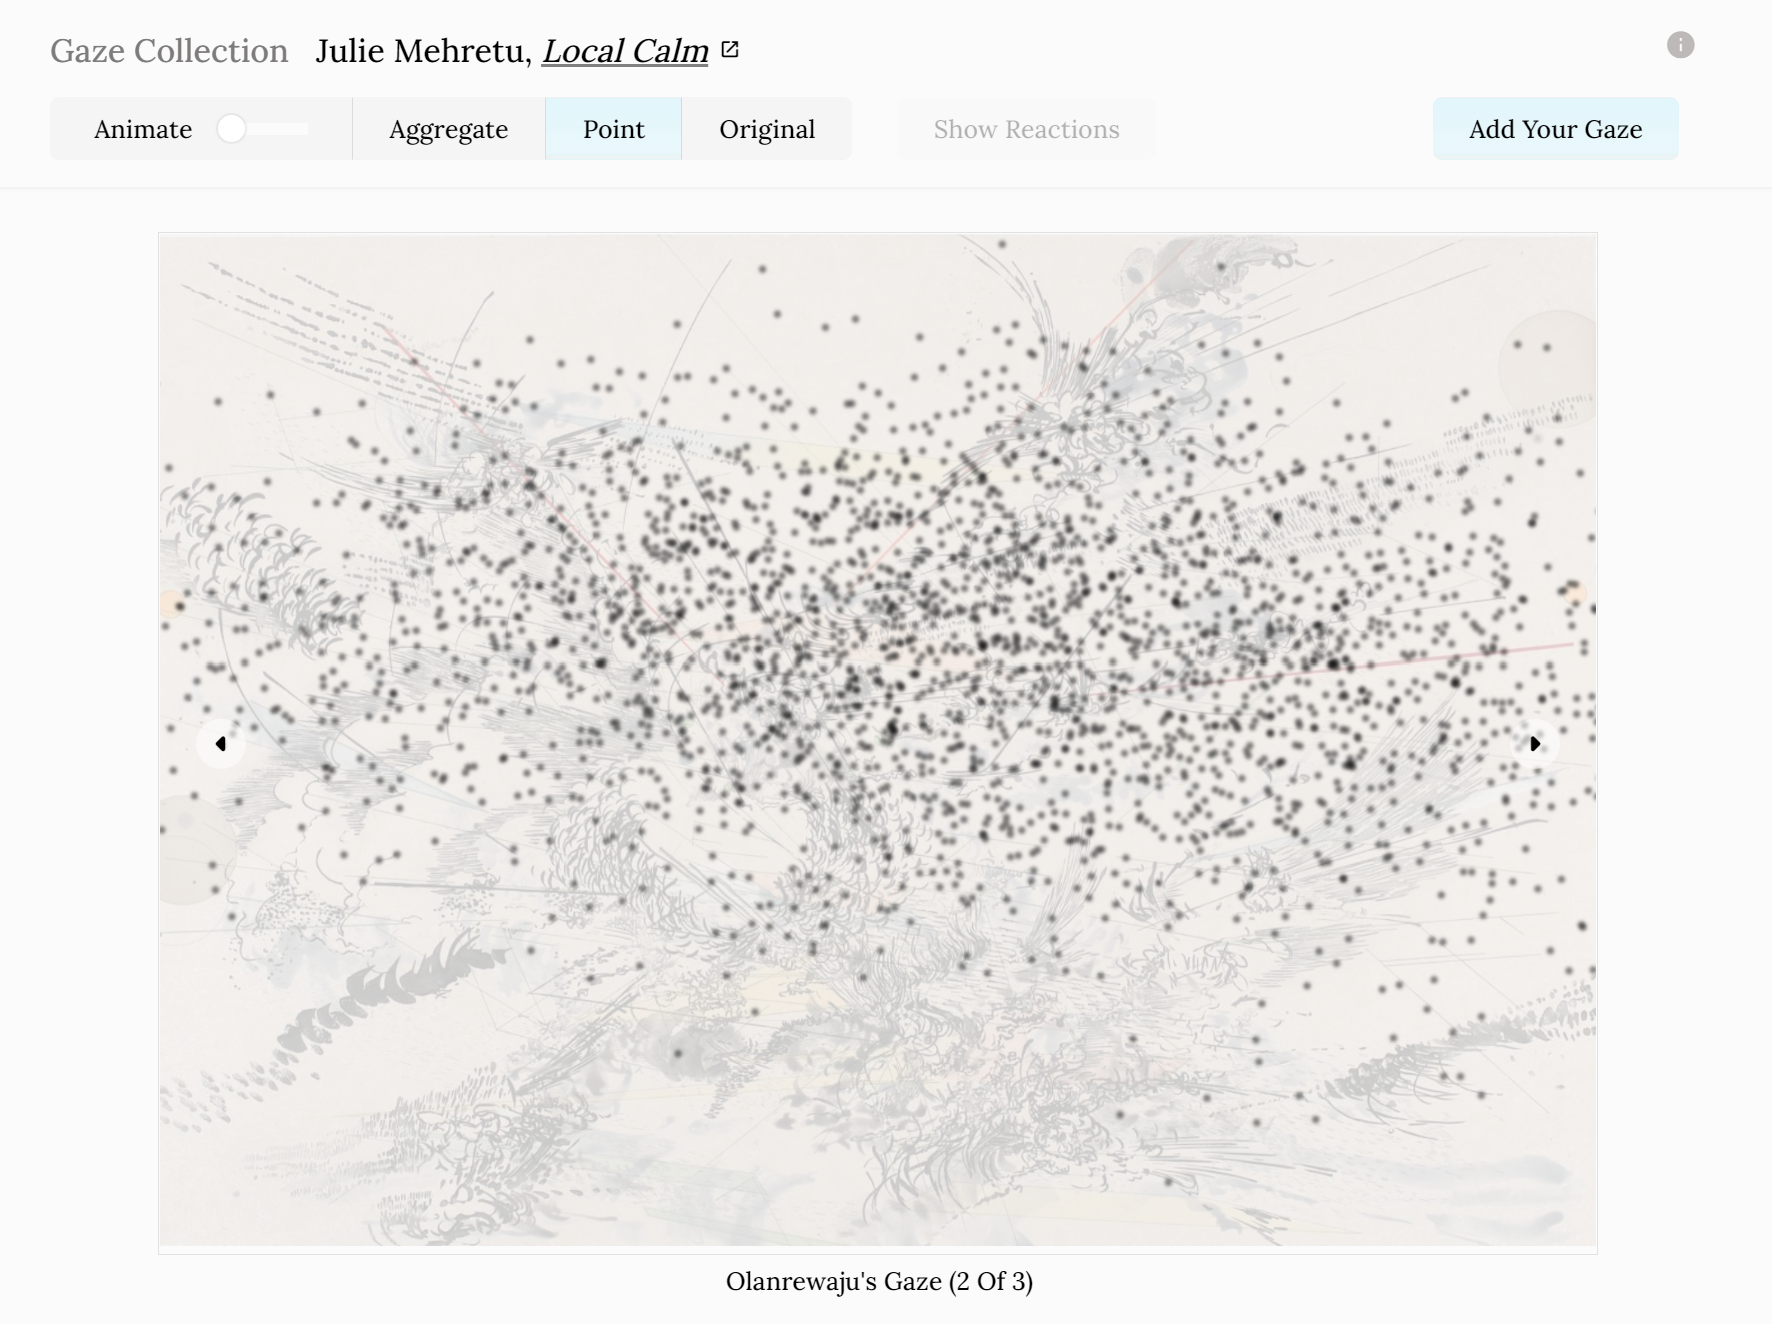 Gaze Collection Julie Mehretu, Local Calm
Animate Aggregate Point Original Show Reactions Add Your Gaze
Olanrewaju's Gaze (2 Of 3)